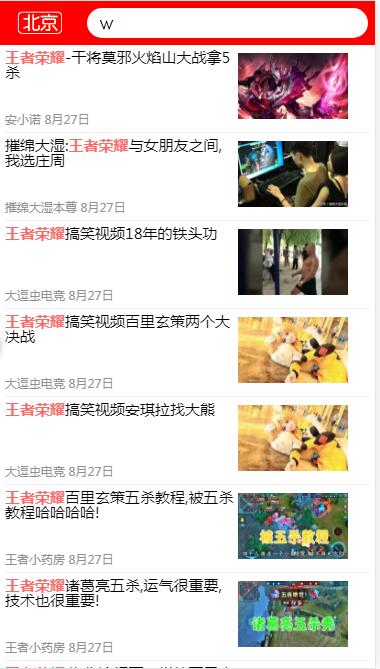 北京
w
王者荣耀-干将莫邪火焰山大战拿5
杀
安小诺 8月27日
摧绵大湿:王者荣耀与女朋友之间,
我选庄周
摧绵大湿本尊 8月27日
王者荣耀搞笑视频18年的铁头功
大逗虫电竞 8月27日
王者荣耀搞笑视频百里玄策两个大
决战
大逗虫电竞 8月27日
王者荣耀搞笑视频安琪拉找大熊
大逗虫电竞 8月27日
王者荣耀百里玄策五杀教程,被五杀
教程哈哈哈哈!
被五杀教程
王者小药房 8月27日
王者荣耀诸葛亮五杀,运气很重要,
技术也很重要!
五连绝世!
诸葛亮五杀秀
王者小药房 8月27日